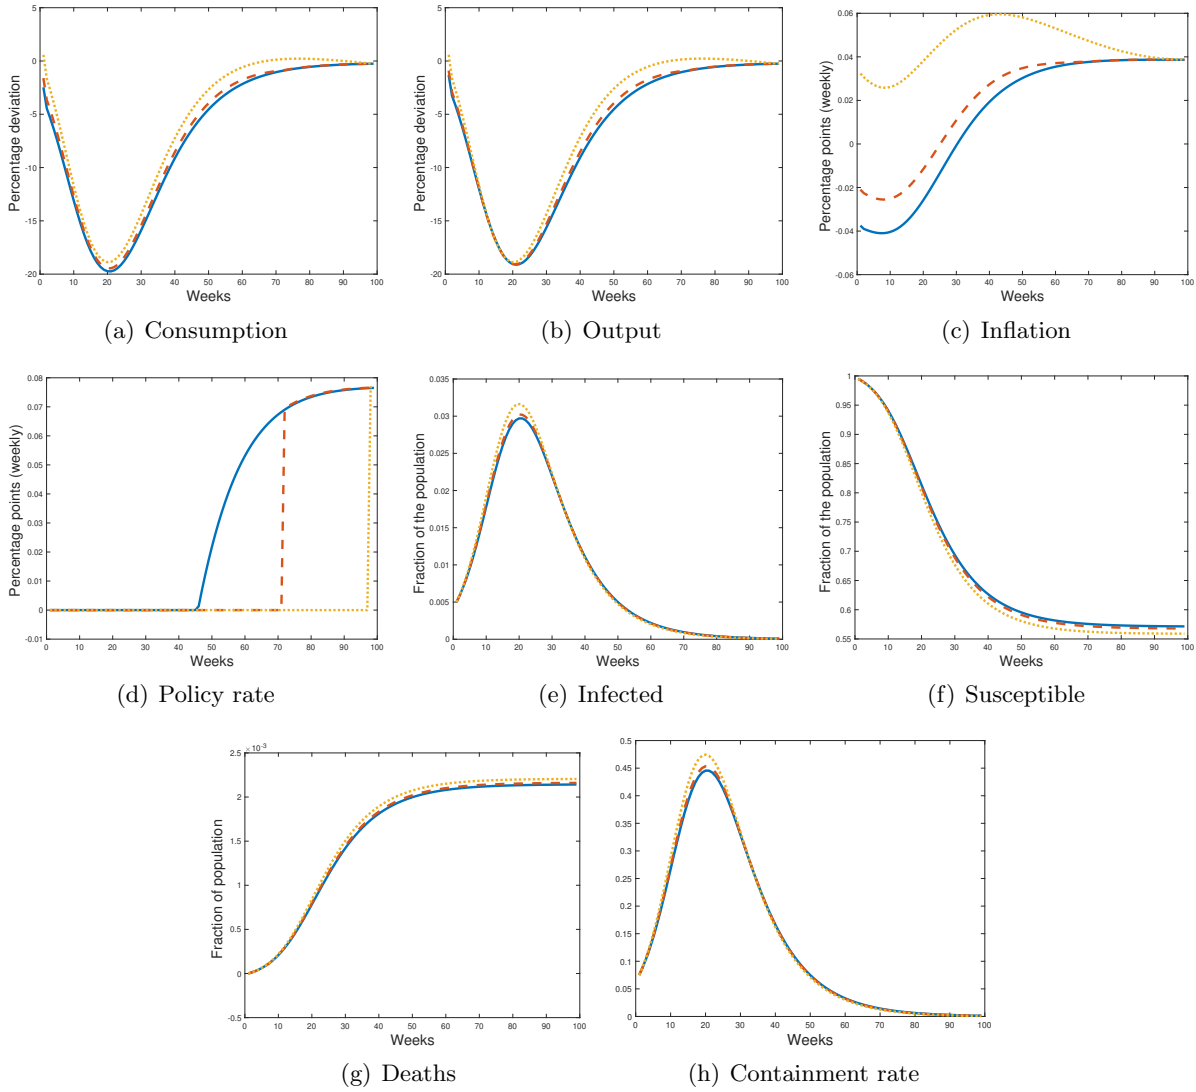 0
-5
-10
-15
-20
Percentage deviation
0 10 20 30 40 50 60 70 80 90 100
Weeks
(a) Consumption
0
-5
-10
-15
-20
Percentage deviation
0 10 20 30 40 50 60 70 80 90 100
Weeks
(b) Output
0.06
0.04
0.02
0
-0.02
-0.04
-0.06
Percentage points (weekly)
0 10 20 30 40 50 60 70 80 90 100
Weeks
(c) Inflation
0.08
0.07
0.06
0.05
0.04
0.03
0.02
0.01
0
-0.01
Percentage points (weekly)
0 10 20 30 40 50 60 70 80 90 100
Weeks
(d) Policy rate
0.035
0.03
0.025
0.02
0.015
0.01
0.005
0
Fraction of the population
0 10 20 30 40 50 60 70 80 90 100
Weeks
(e) Infected
1
0.95
0.9
0.85
0.8
0.75
0.7
0.65
0.6
0.55
Fraction of the population
0 10 20 30 40 50 60 70 80 90 100
Weeks
(f) Susceptible
×10⁻³
2.5
2
1.5
1
0.5
0
-0.5
Fraction of population
0 10 20 30 40 50 60 70 80 90 100
Weeks
(g) Deaths
0.5
0.45
0.4
0.35
0.3
0.25
0.2
0.15
0.1
0.05
0
0 10 20 30 40 50 60 70 80 90 100
Weeks
(h) Containment rate